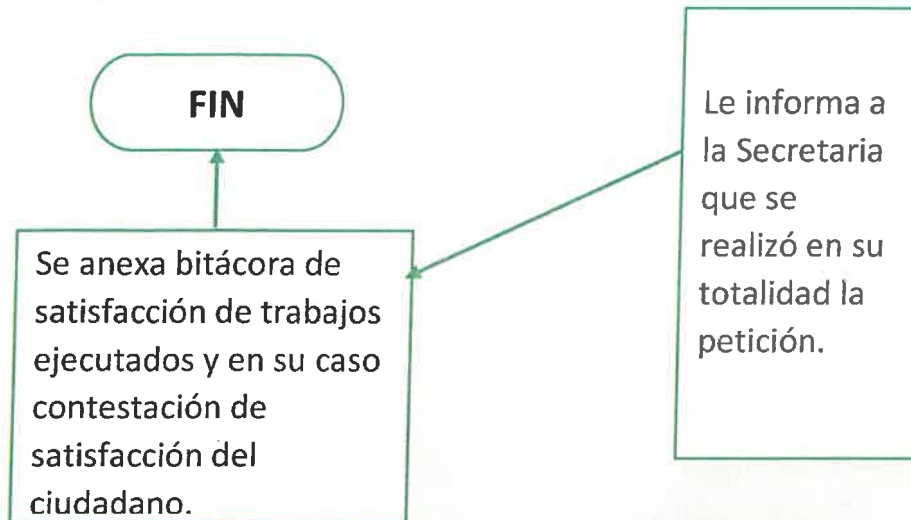 FIN
Se anexa bitácora de
satisfacción de trabajos
ejecutados y en su caso
contestación de
satisfacción del
ciudadano.
Le informa a
la Secretaria
que se
realizó en su
totalidad la
petición.